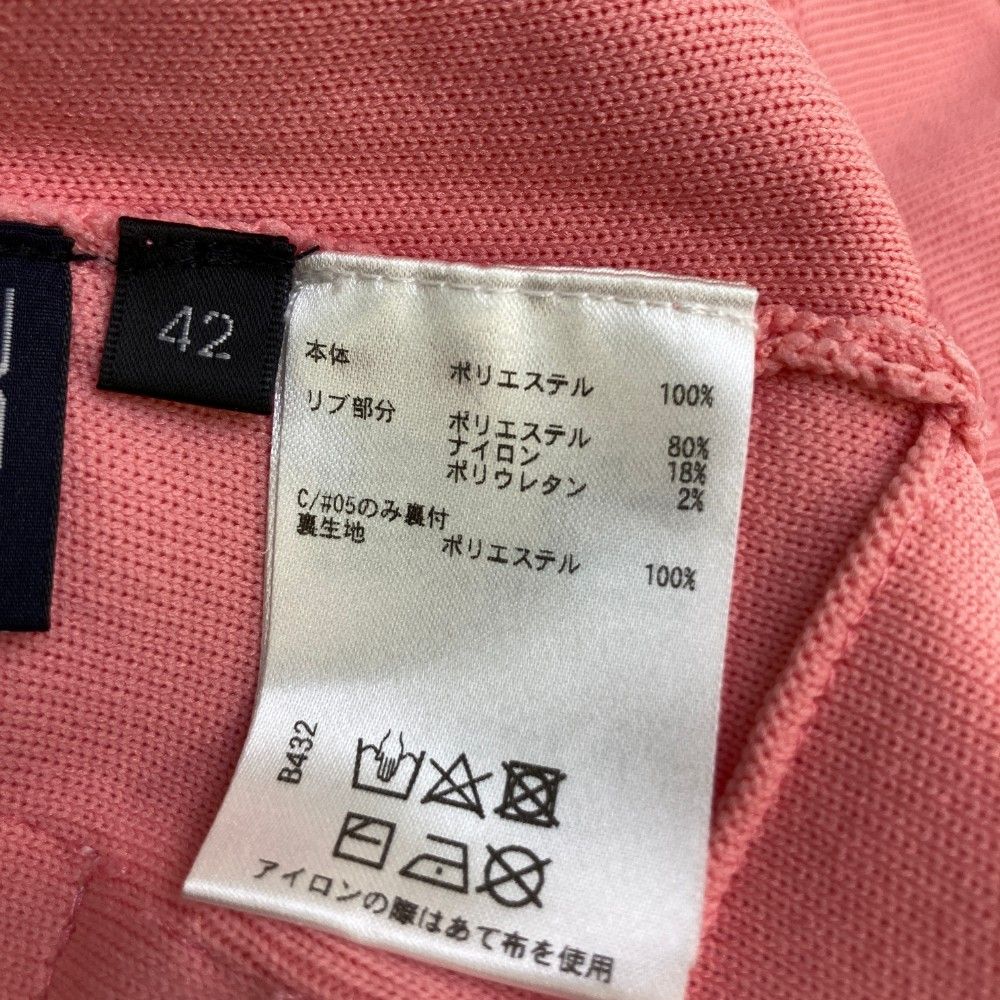 42
本体 ポリエステル 100%
リブ部分 ポリエステル 80%
ナイロン 18%
ポリウレタン 2%
C/#05のみ裏付
裏生地 ポリエステル 100%
B432
アイロンの際はあて布を使用